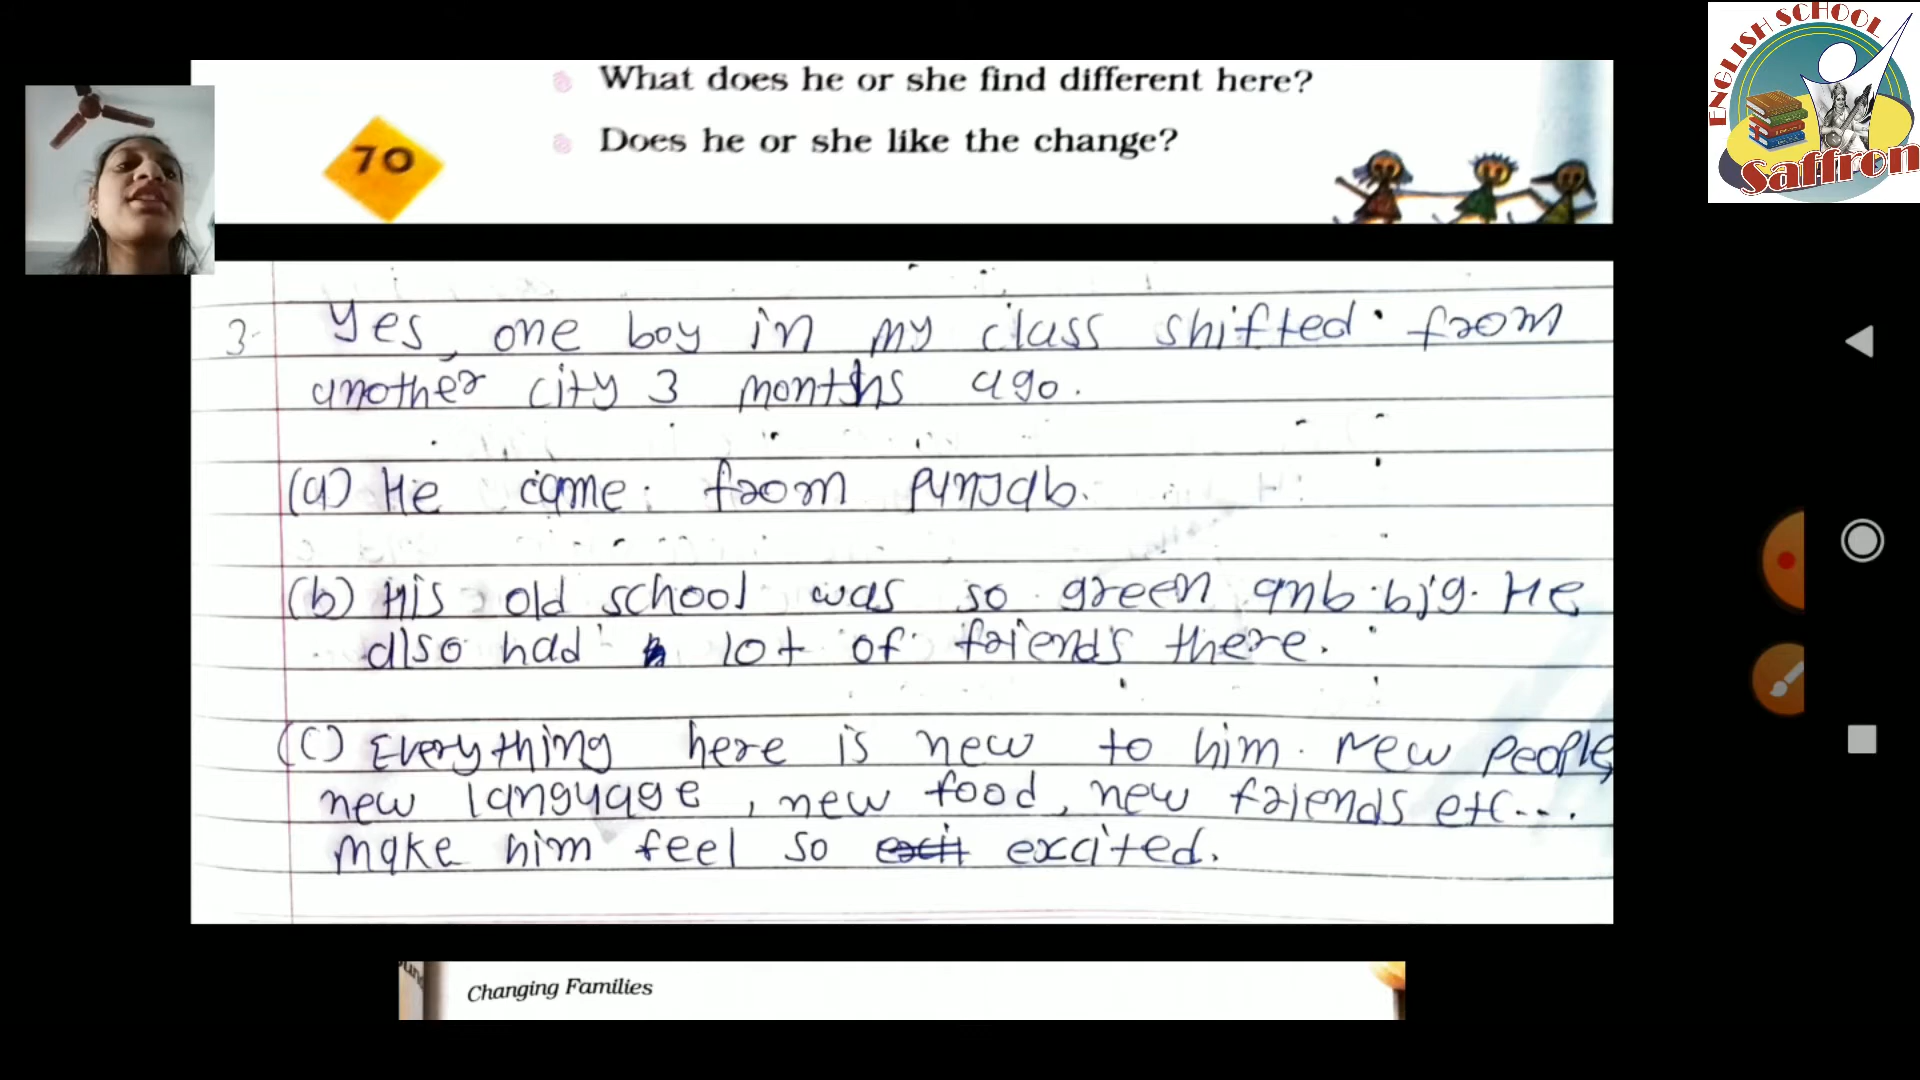 What does he or she find different here?
Does he or she like the change?
70
ENGLISH SCHOOL
Saffron
3. Yes, one boy in my class shifted from
another city 3 months ago.
(a) He came from Punjab.
(b) His old school was so green anb big. He
also had a lot of friends there.
(c) Everything here is new to him. New people,
new language, new food, new friends etc...
make him feel so excit excited.
Changing Families